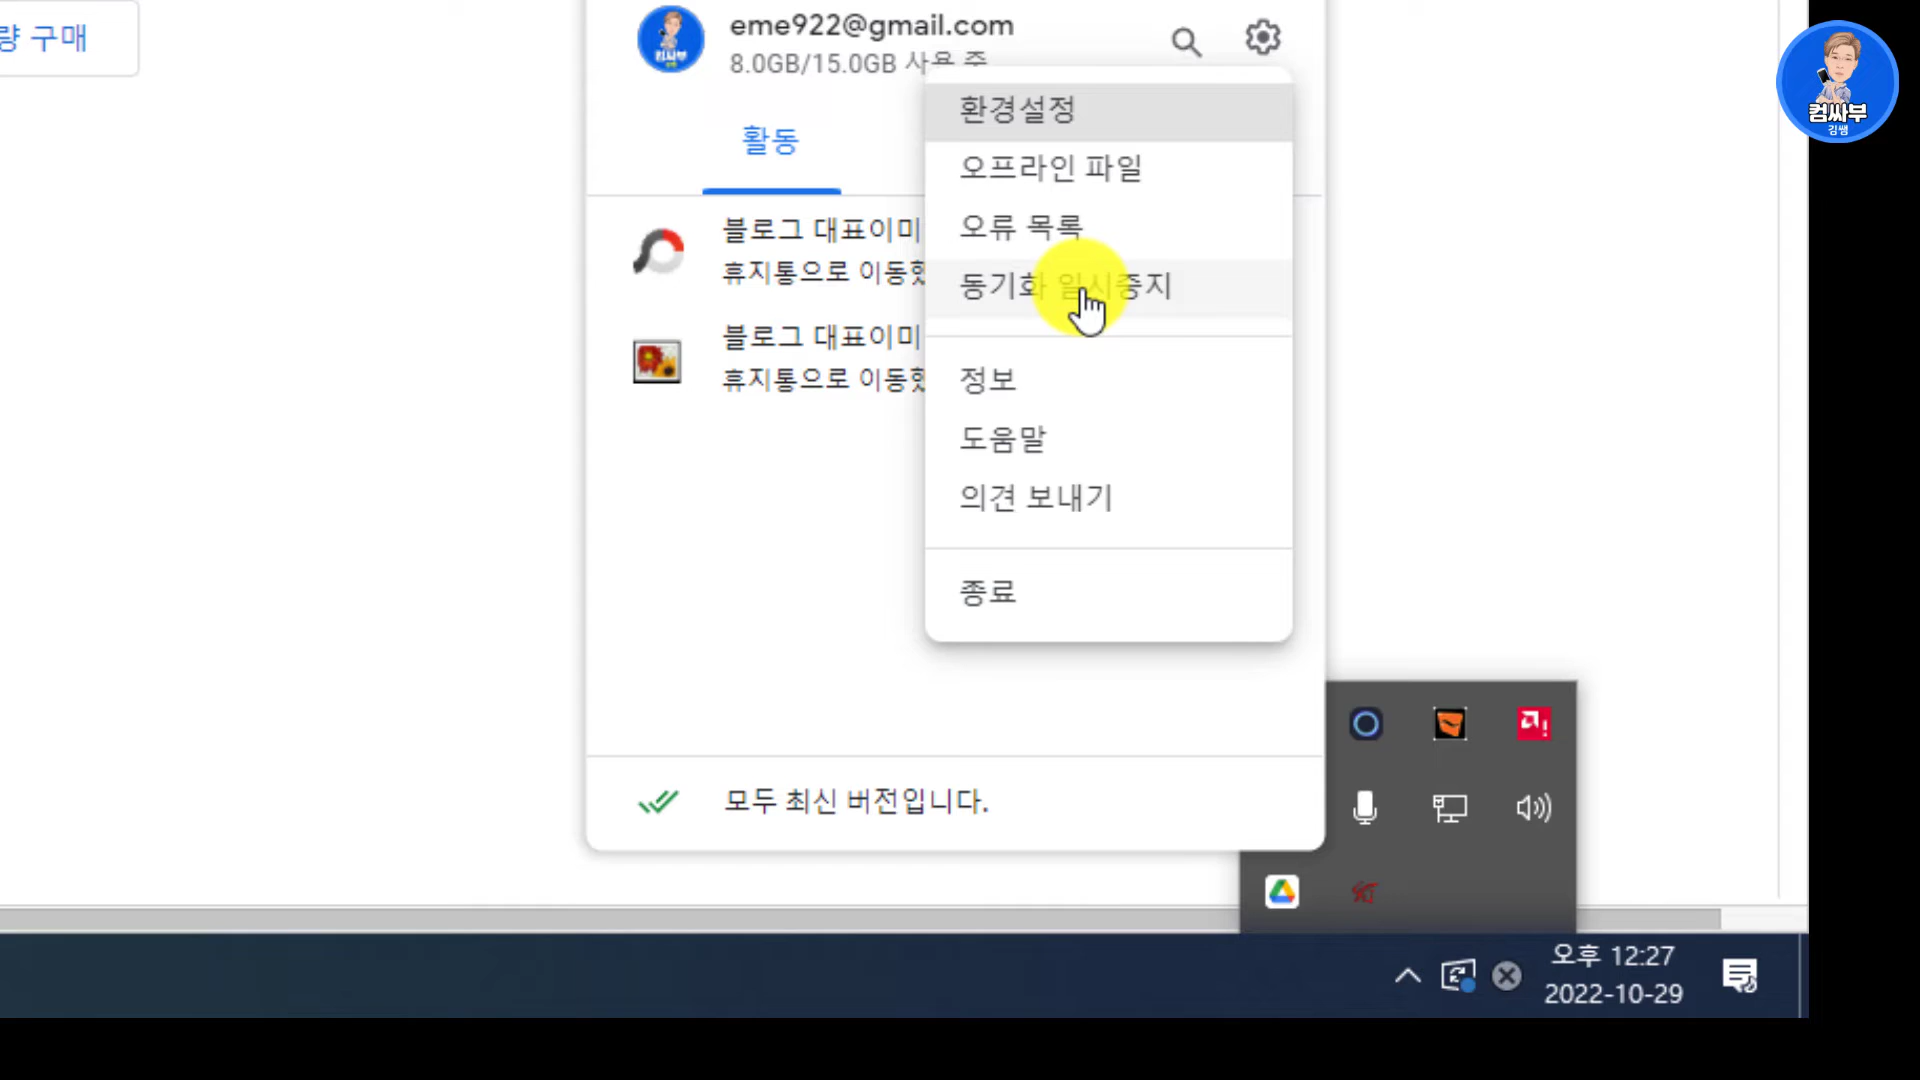 량 구매
eme922@gmail.com
8.0GB/15.0GB 사용 중
활동
환경설정
오프라인 파일
오류 목록
동기화 일시중지
정보
도움말
의견 보내기
종료
블로그 대표이미
휴지통으로 이동했
블로그 대표이미
휴지통으로 이동했
모두 최신 버전입니다.
오후 12:27
2022-10-29
컴싸부
김쌤